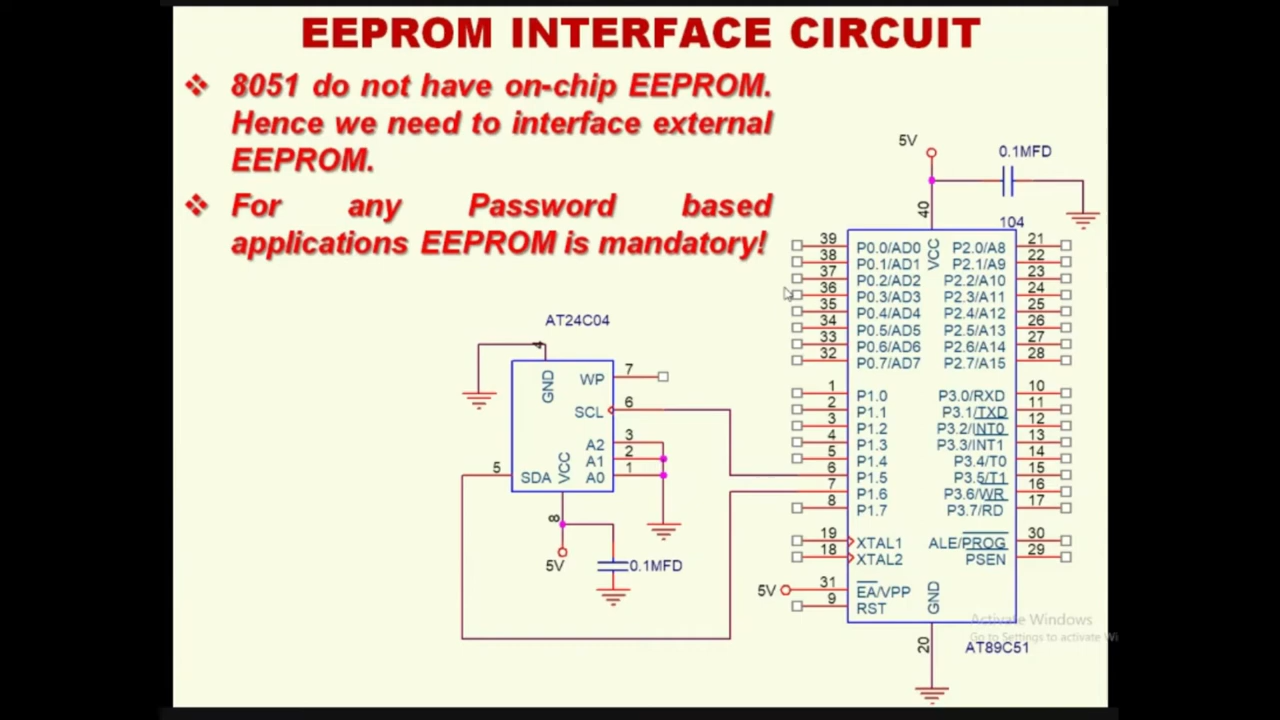 EEPROM INTERFACE CIRCUIT
❖ 8051 do not have on-chip EEPROM.
Hence we need to interface external
EEPROM.
❖ For any Password based
applications EEPROM is mandatory!
5V
0.1MFD
40
104
VCC
39 P0.0/AD0 P2.0/A8 21
38 P0.1/AD1 P2.1/A9 22
37 P0.2/AD2 P2.2/A10 23
36 P0.3/AD3 P2.3/A11 24
35 P0.4/AD4 P2.4/A12 25
34 P0.5/AD5 P2.5/A13 26
33 P0.6/AD6 P2.6/A14 27
32 P0.7/AD7 P2.7/A15 28
1 P1.0 P3.0/RXD 10
2 P1.1 P3.1/TXD 11
3 P1.2 P3.2/INT0 12
4 P1.3 P3.3/INT1 13
5 P1.4 P3.4/T0 14
6 P1.5 P3.5/T1 15
7 P1.6 P3.6/WR 16
8 P1.7 P3.7/RD 17
19 XTAL1 ALE/PROG 30
18 XTAL2 PSEN 29
5V 31 EA/VPP
9 RST
GND
20
AT89C51
AT24C04
4
GND
WP 7
SCL 6
A2 3
A1 2
A0 1
5 SDA
VCC
8
5V
0.1MFD
Activate Windows
Go to Settings to activate Wi